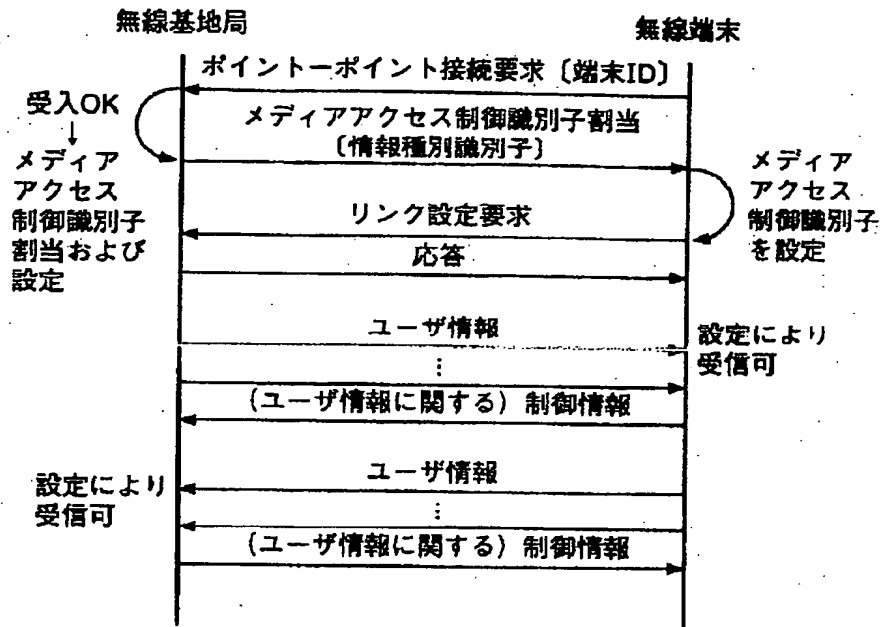 無線基地局
無線端末
ポイントーポイント接続要求〔端末ID〕
受入OK
↓
メディア
アクセス
制御識別子
割当および
設定
メディアアクセス制御識別子割当
〔情報種別識別子〕
メディア
アクセス
制御識別子
を設定
リンク設定要求
応答
ユーザ情報
設定により
受信可
⋮
(ユーザ情報に関する) 制御情報
ユーザ情報
設定により
受信可
⋮
(ユーザ情報に関する) 制御情報